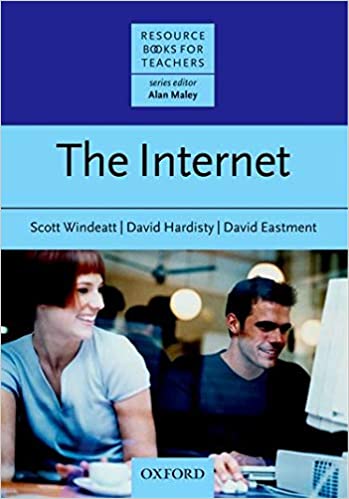 RESOURCE
BOOKS FOR
TEACHERS
series editor
Alan Maley
The Internet
Scott Windeatt | David Hardisty | David Eastment
OXFORD